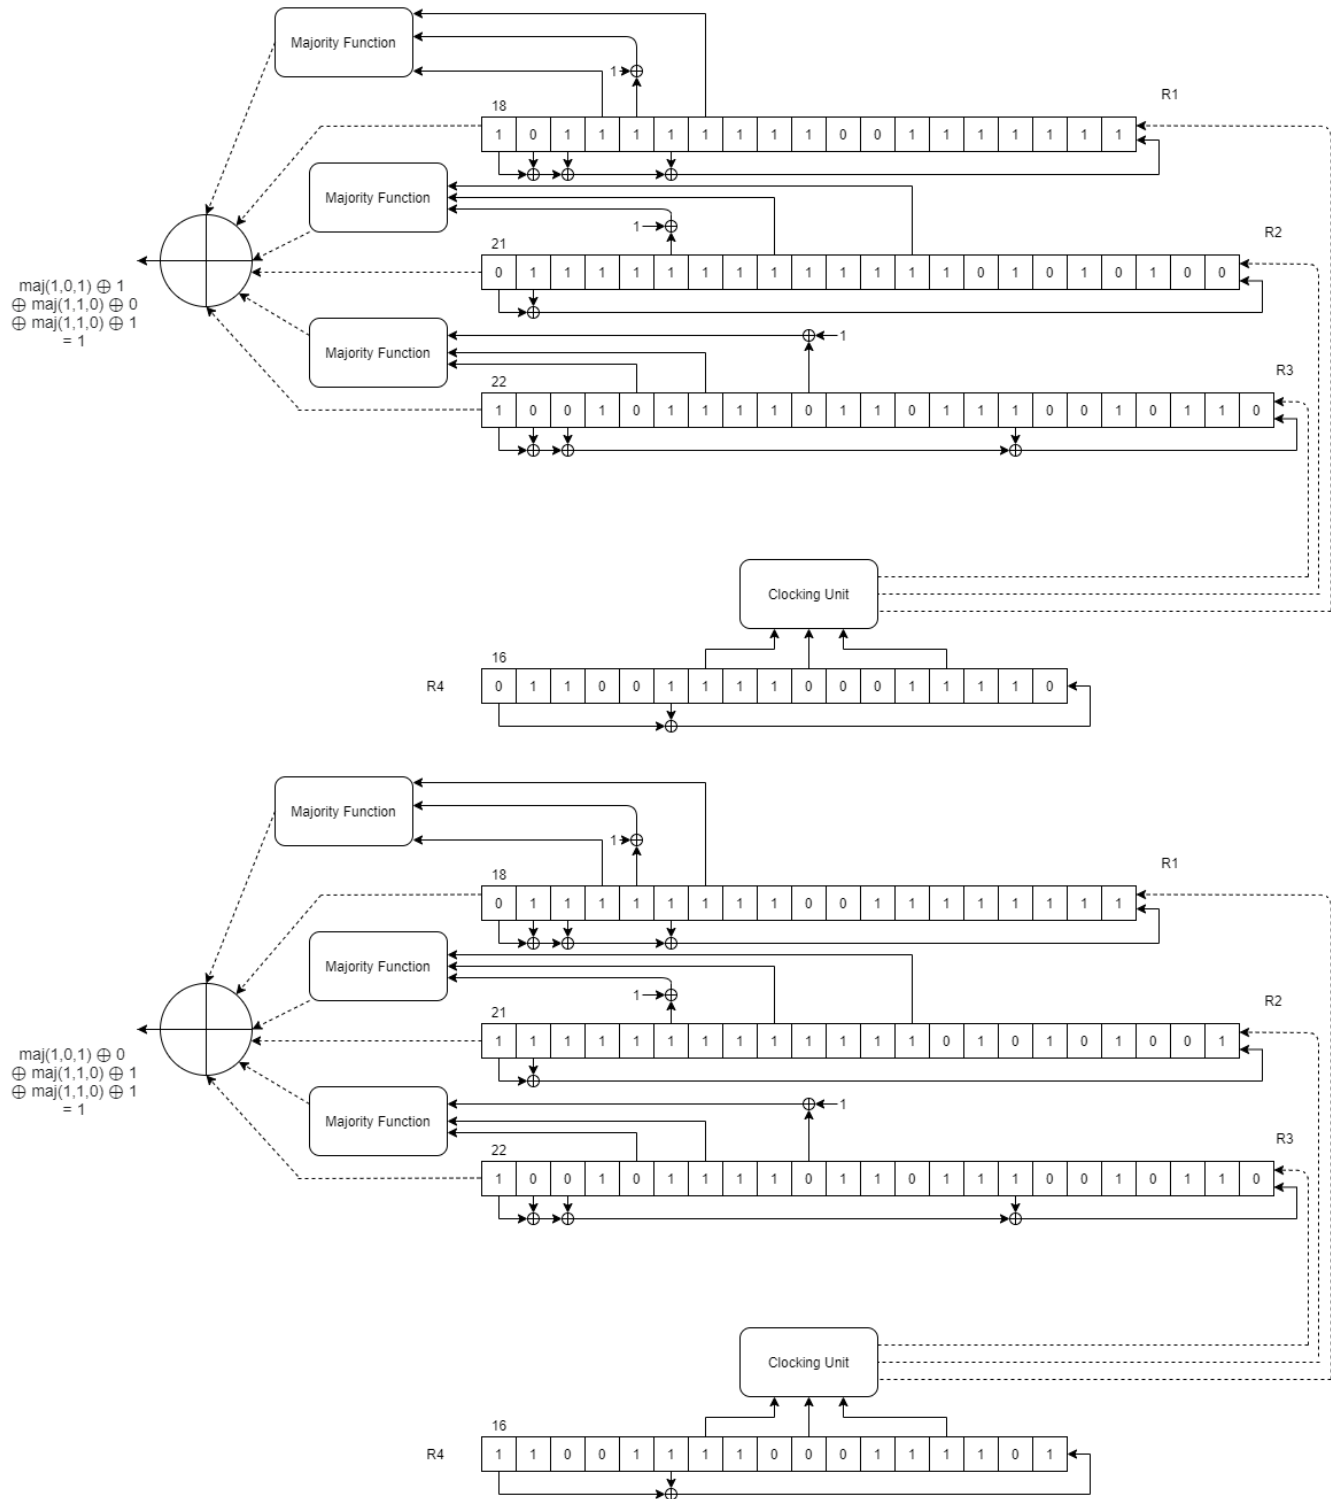 Majority Function
1
18
R1
1 0 1 1 1 1 1 1 1 1 0 0 1 1 1 1 1 1 1
Majority Function
1
21
R2
0 1 1 1 1 1 1 1 1 1 1 1 1 1 0 1 0 1 0 1 0 0
maj(1,0,1) ⊕ 1
⊕ maj(1,1,0) ⊕ 0
⊕ maj(1,1,0) ⊕ 1
= 1
Majority Function
1
22
R3
1 0 0 1 0 1 1 1 1 0 1 1 0 1 1 1 0 0 1 0 1 1 0
Clocking Unit
16
R4
0 1 1 0 0 1 1 1 1 0 0 0 1 1 1 1 0
Majority Function
1
18
R1
0 1 1 1 1 1 1 1 1 0 0 1 1 1 1 1 1 1 1
Majority Function
1
21
R2
1 1 1 1 1 1 1 1 1 1 1 1 1 0 1 0 1 0 1 0 0 1
maj(1,0,1) ⊕ 0
⊕ maj(1,1,0) ⊕ 1
⊕ maj(1,1,0) ⊕ 1
= 1
Majority Function
1
22
R3
1 0 0 1 0 1 1 1 1 0 1 1 0 1 1 1 0 0 1 0 1 1 0
Clocking Unit
16
R4
1 1 0 0 1 1 1 1 0 0 0 1 1 1 1 0 1